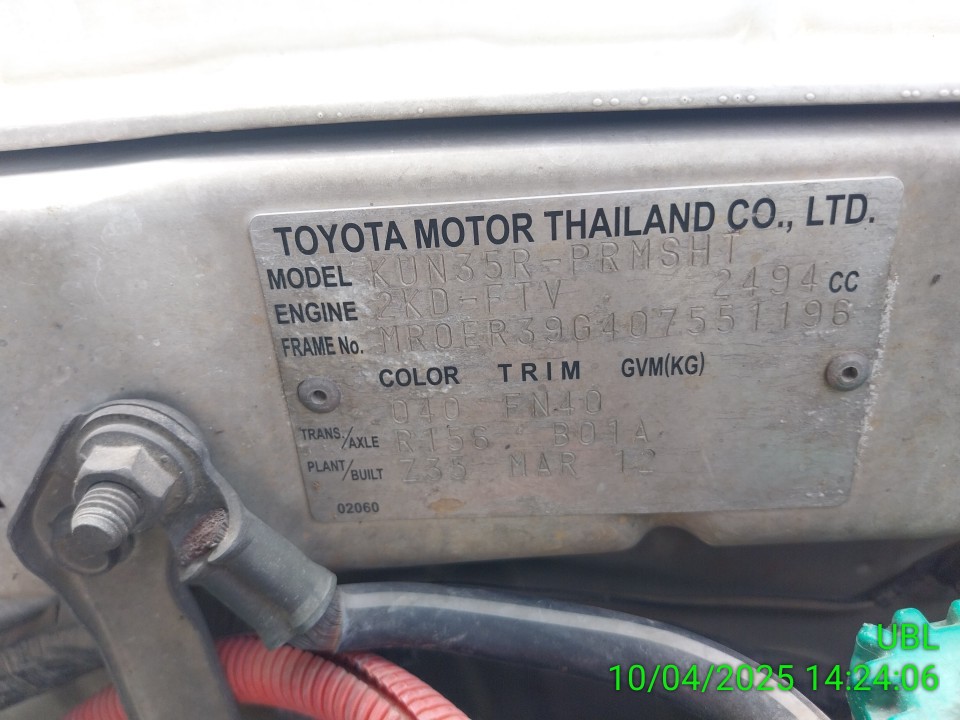 TOYOTA MOTOR THAILAND CO., LTD.
MODEL KUN35R-PRMSHT
ENGINE 2KD-FTV 2494 CC
FRAME No. MROER39G407551196
COLOR TRIM GVM(KG)
040 FN40
TRANS./AXLE R156 B01A
PLANT/BUILT Z35 MAR 12
02060
UBL
10/04/2025 14:24:06